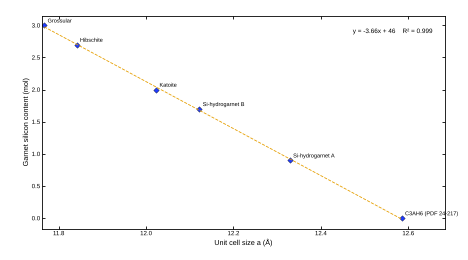 Grossular
y = -3.66x + 46 R² = 0.999
Hibschite
Katoite
Si-hydrogarnet B
Si-hydrogarnet A
C3AH6 (PDF 24-217)
Garnet silicon content (mol)
3.0
2.5
2.0
1.5
1.0
0.5
0.0
11.8 12.0 12.2 12.4 12.6
Unit cell size a (Å)